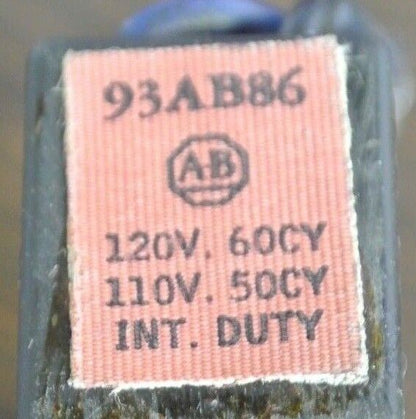 93AB86
AB
120V. 60CY
110V. 50CY
INT. DUTY